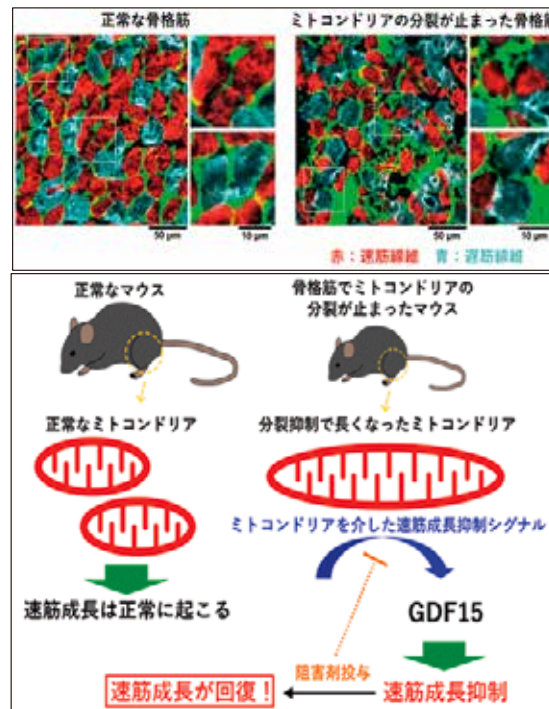 正常な骨格筋
ミトコンドリアの分裂が止まった骨格筋
50 μm
10 μm
50 μm
10 μm
赤：速筋線維 青：遅筋線維
正常なマウス
骨格筋でミトコンドリアの
分裂が止まったマウス
正常なミトコンドリア
分裂抑制で長くなったミトコンドリア
ミトコンドリアを介した速筋成長抑制シグナル
速筋成長は正常に起こる
GDF15
阻害剤投与
速筋成長が回復！
速筋成長抑制